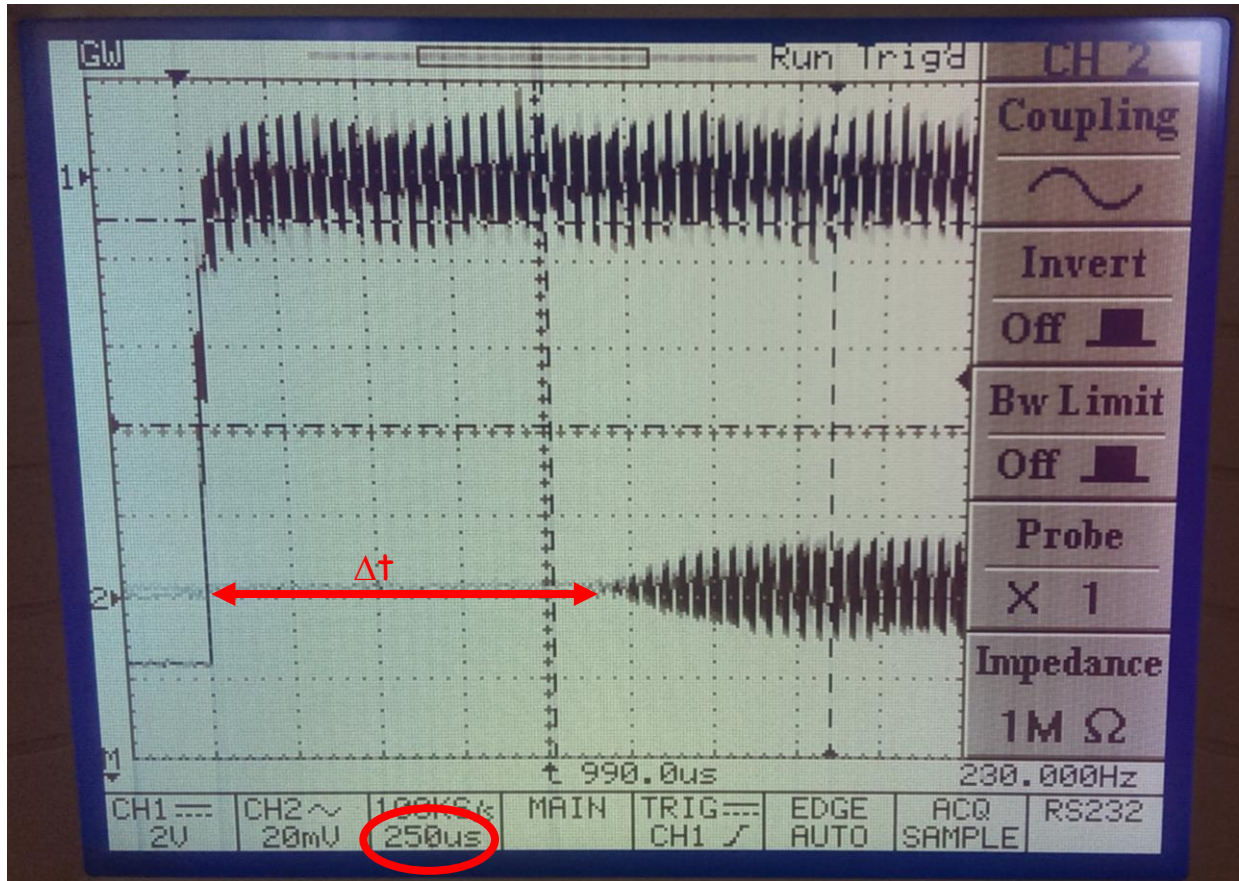 GW
Run Trig'd
CH 2
Coupling
1
Invert
Off
Bw Limit
Off
Δt
2
Probe
X 1
Impedance
1M Ω
M
t 990.0us
230.000Hz
CH1 CH2 100KS/s MAIN TRIG EDGE ACQ RS232
2V 20mV 250us CH1 AUTO SAMPLE